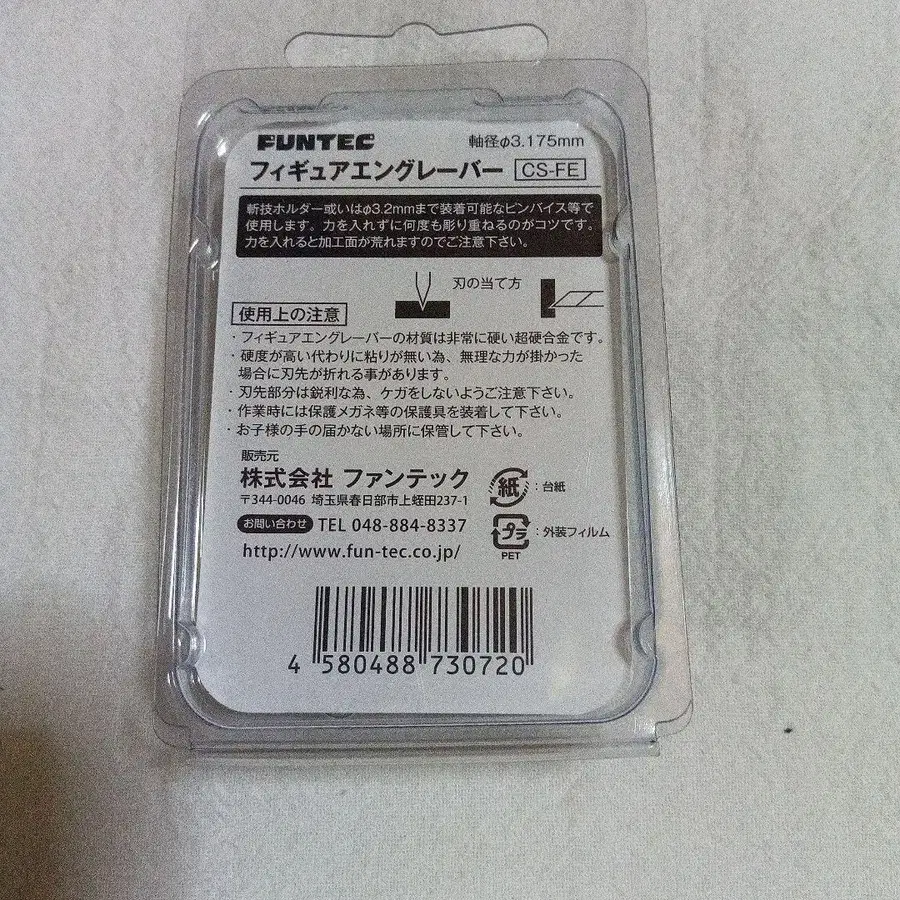 FUNTEC 軸径φ3.175mm
フィギュアエングレーバー CS-FE
斬技ホルダー或いはφ3.2mmまで装着可能なピンバイス等で
使用します。力を入れずに何度も彫り重ねるのがコツです。
力を入れると加工面が荒れますのでご注意下さい。
刃の当て方
使用上の注意
・フィギュアエングレーバーの材質は非常に硬い超硬合金です。
・硬度が高い代わりに粘りが無い為、無理な力が掛かった
場合に刃先が折れる事があります。
・刃先部分は鋭利な為、ケガをしないようご注意下さい。
・作業時には保護メガネ等の保護具を装着して下さい。
・お子様の手の届かない場所に保管して下さい。
販売元
株式会社 ファンテック
〒344-0046 埼玉県春日部市上蛭田237-1
お問い合わせ TEL 048-884-8337
http://www.fun-tec.co.jp/
紙：台紙
プラ：外装フィルム
PET
4 580488 730720